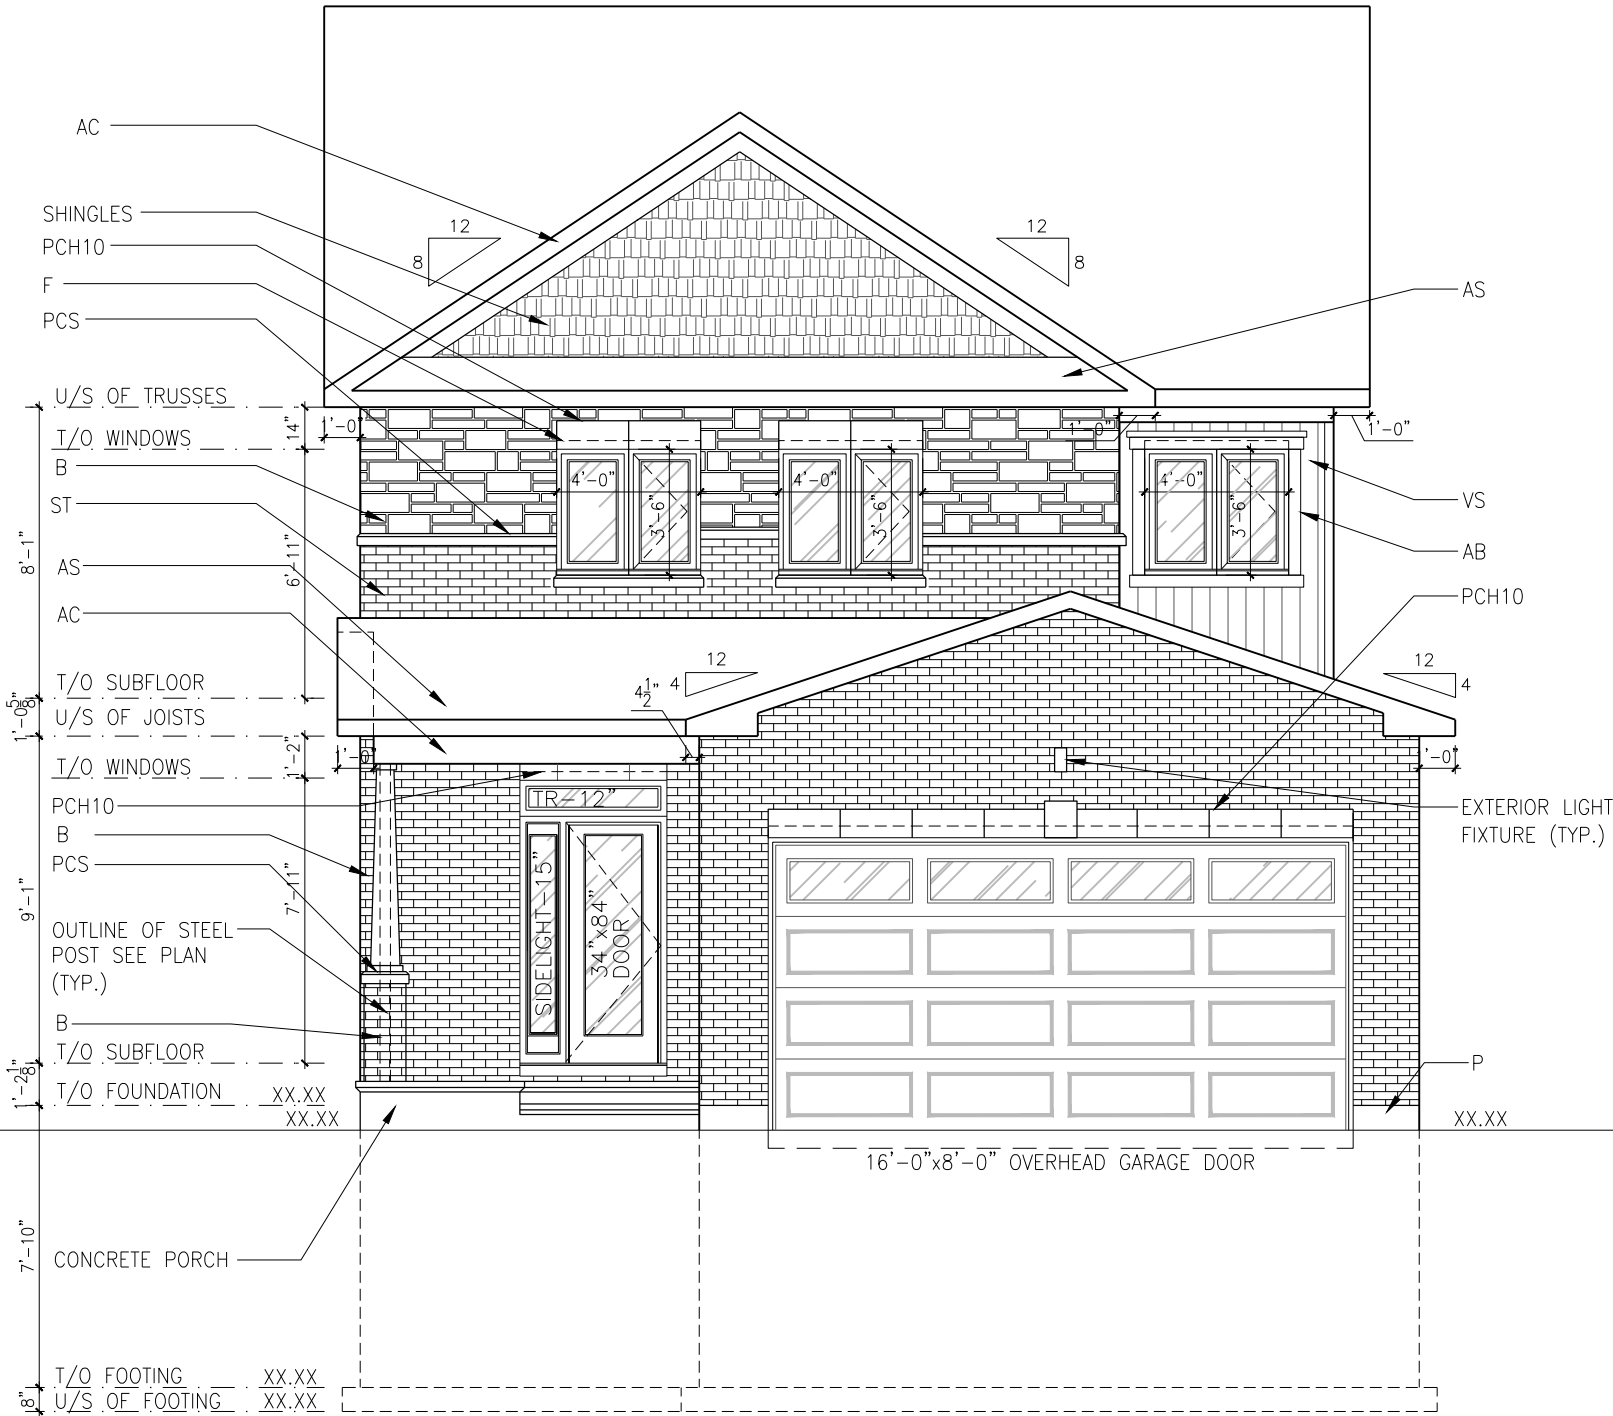 AC
SHINGLES
PCH10
F
PCS
12
8
12
8
AS
U/S OF TRUSSES
T/O WINDOWS
B
ST
AS
AC
14"
1'-0"
8'-1"
6'-11"
4'-0"
3'-6"
4'-0"
3'-6"
1'-0"
1'-0"
4'-0"
3'-6"
VS
AB
PCH10
T/O SUBFLOOR
U/S OF JOISTS
T/O WINDOWS
1'-0 5/8"
1'-2"
1'-0"
4 1/2"
12
4
12
4
'-0"
PCH10
B
PCS
OUTLINE OF STEEL
POST SEE PLAN
(TYP.)
B
9'-1"
7'-11"
TR-12"
SIDELIGHT-15"
34"x84"
DOOR
EXTERIOR LIGHT
FIXTURE (TYP.)
P
T/O SUBFLOOR
T/O FOUNDATION XX.XX
XX.XX
XX.XX
1'-2 1/8"
16'-0"x8'-0" OVERHEAD GARAGE DOOR
7'-10"
CONCRETE PORCH
T/O FOOTING XX.XX
U/S OF FOOTING XX.XX
8"